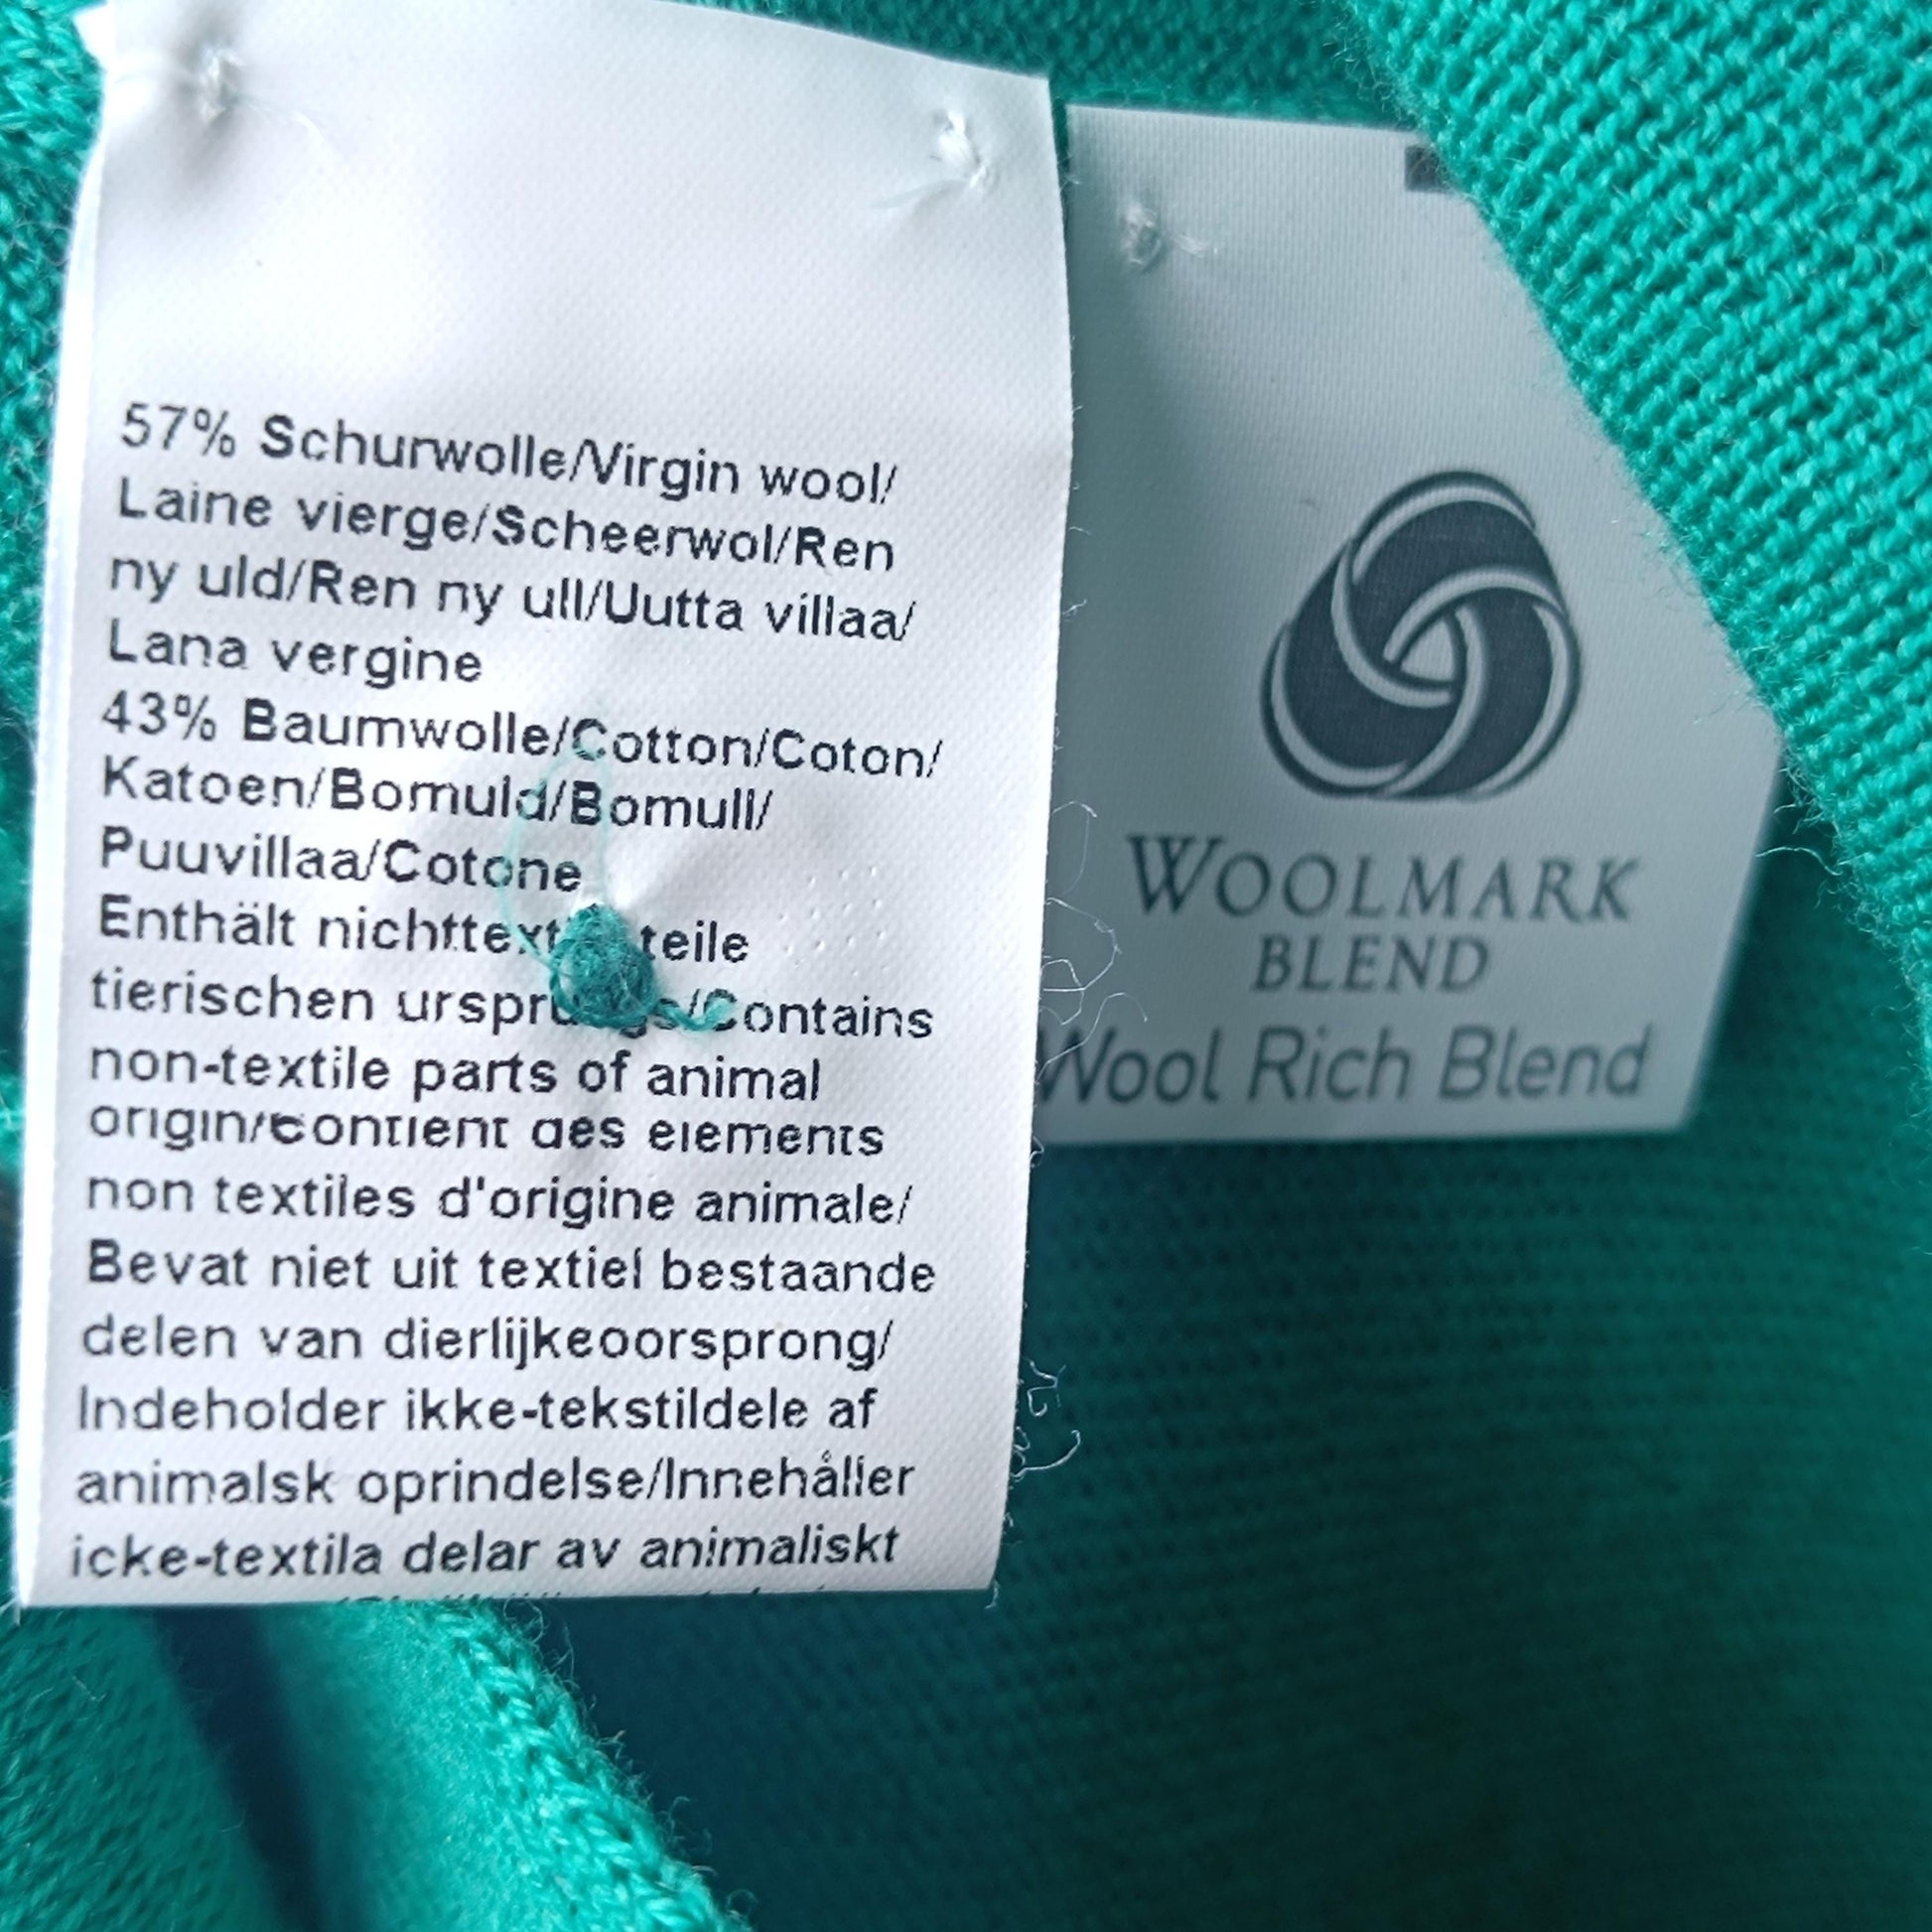 57% Schurwolle/Virgin wool/
Laine vierge/Scheerwol/Ren
ny uld/Ren ny ull/Uutta villaa/
Lana vergine
43% Baumwolle/Cotton/Coton/
Katoen/Bomuld/Bomull/
Puuvillaa/Cotone
Enthält
tierischen /Contains
non-textile parts of animal
origin/contient des elements
non textiles d'origine animale/
Bevat niet uit textiel bestaande
delen van dierlijkeoorsprong/
Indeholder ikke-tekstildele af
animalsk oprindelse/Innehåller
icke-textila delar av animaliskt
WOOLMARK
BLEND
Wool Rich Blend